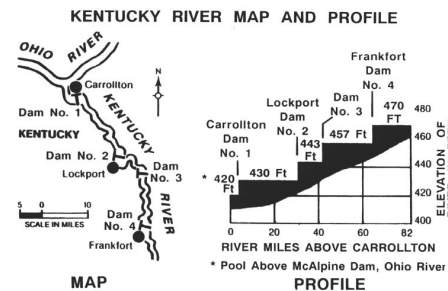 KENTUCKY RIVER MAP AND PROFILE
OHIO RIVER
Carrollton
N
Dam No. 1
KENTUCKY
KENTUCKY RIVER
Dam No. 2
Lockport
Dam No. 3
Dam No. 4
Frankfort
5 0 10
SCALE IN MILES
MAP
Frankfort Dam No. 4
Lockport Dam No. 2
Dam No. 3
Carrollton Dam No. 1
* 420 Ft
430 Ft
443 Ft
457 Ft
470 FT
480
460
440
420
400
ELEVATION OF
0 20 40 60 82
RIVER MILES ABOVE CARROLLTON
* Pool Above McAlpine Dam, Ohio River
PROFILE